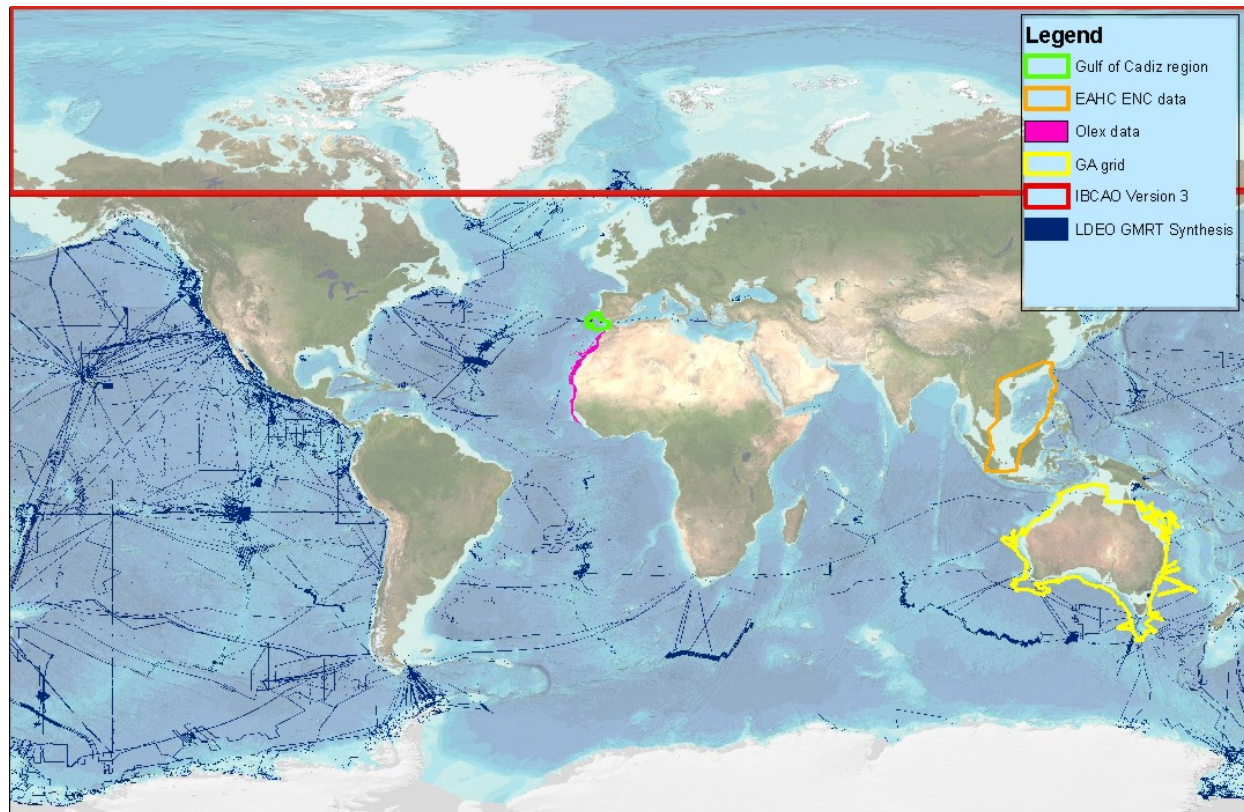 Legend
Gulf of Cadiz region
EAHC ENC data
Olex data
GA grid
IBCAO Version 3
LDEO GMRT Synthesis